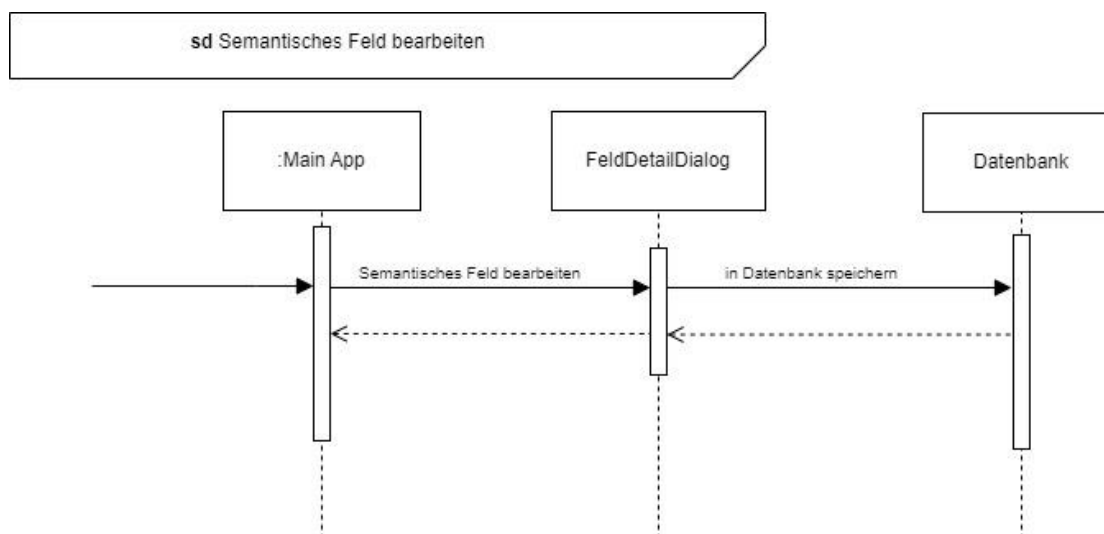 sd Semantisches Feld bearbeiten
:Main App
FeldDetailDialog
Datenbank
Semantisches Feld bearbeiten
in Datenbank speichern